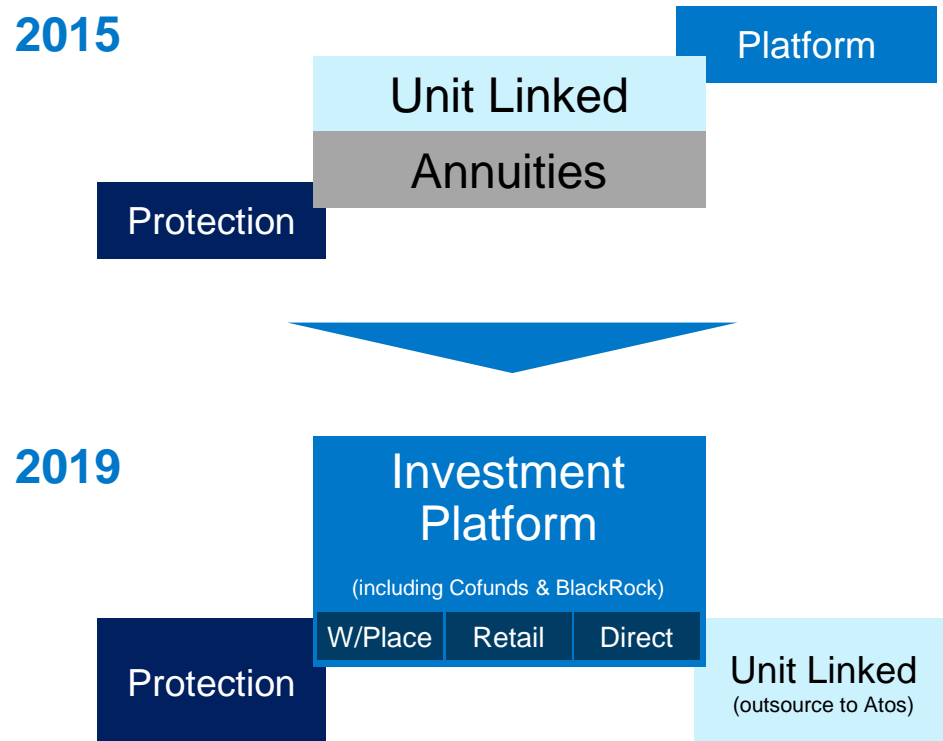 2015
Platform
Unit Linked
Annuities
Protection
2019
Investment
Platform
(including Cofunds & BlackRock)
W/Place
Retail
Direct
Protection
Unit Linked
(outsource to Atos)